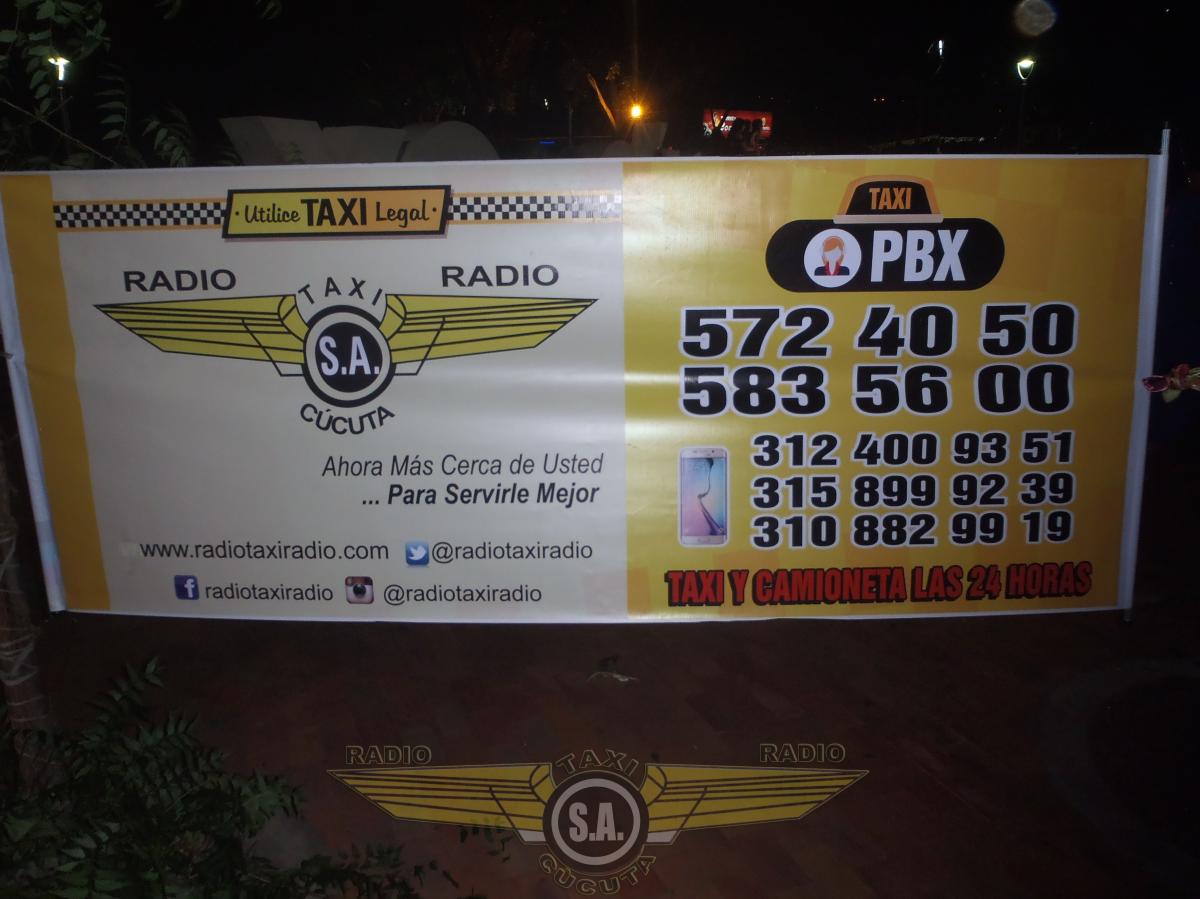 · Utilice TAXI Legal ·
RADIO TAXI RADIO
S.A.
CÚCUTA
Ahora Más Cerca de Usted
... Para Servirle Mejor
www.radiotaxiradio.com @radiotaxiradio
f radiotaxiradio @radiotaxiradio
TAXI
PBX
572 40 50
583 56 00
312 400 93 51
315 899 92 39
310 882 99 19
TAXI Y CAMIONETA LAS 24 HORAS
RADIO TAXI RADIO
S.A.
CÚCUTA